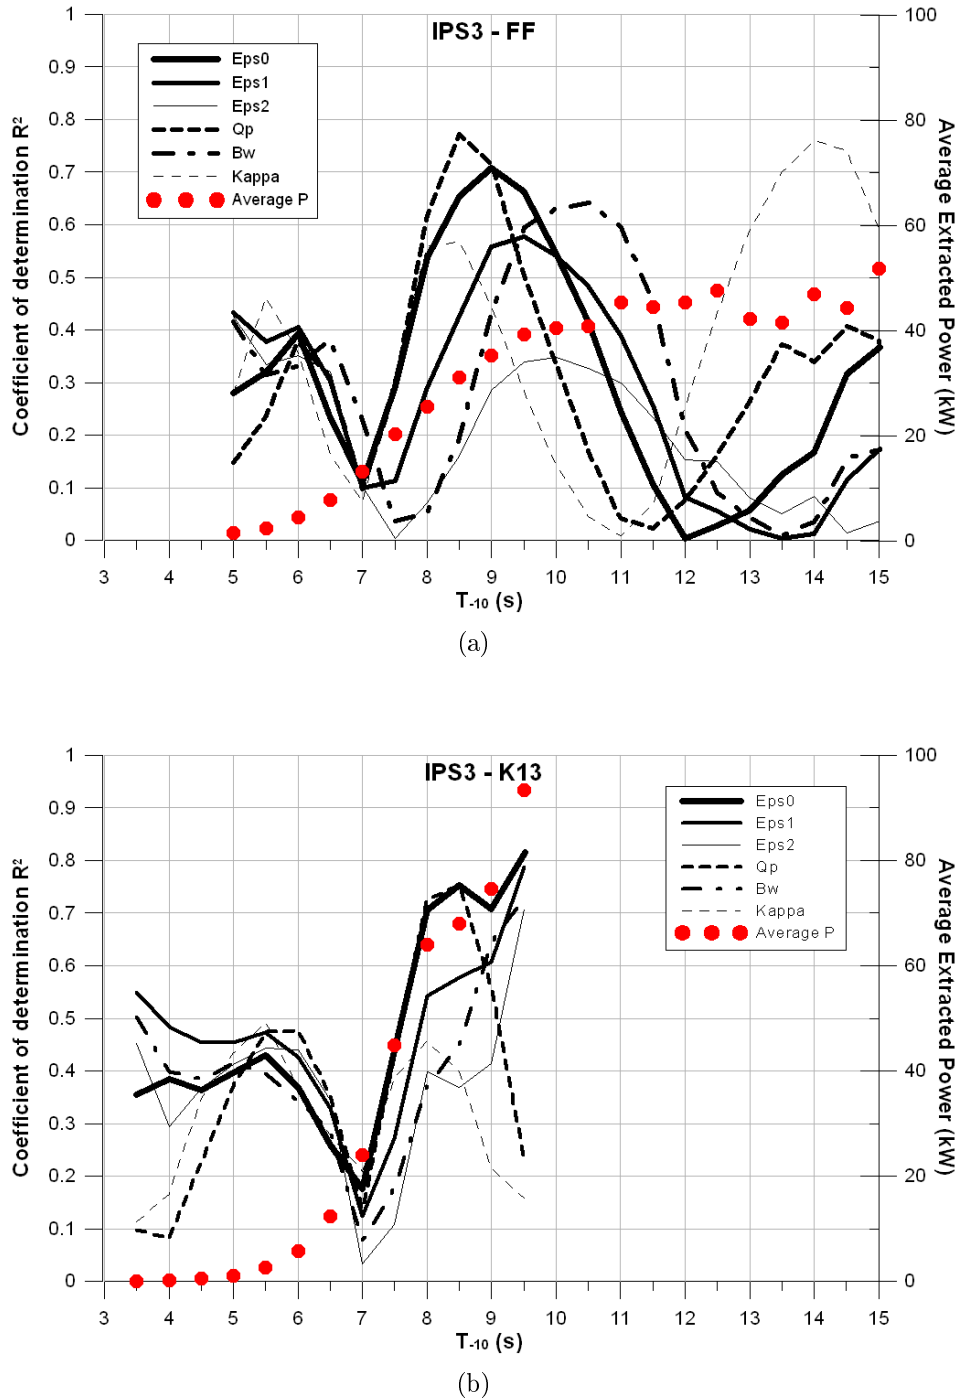 IPS3 - FF
Eps0
Eps1
Eps2
Qp
Bw
Kappa
Average P
Coefficient of determination R²
1
0.9
0.8
0.7
0.6
0.5
0.4
0.3
0.2
0.1
0
Average Extracted Power (kW)
100
80
60
40
20
0
3 4 5 6 7 8 9 10 11 12 13 14 15
T-10 (s)
(a)
IPS3 - K13
Eps0
Eps1
Eps2
Qp
Bw
Kappa
Average P
Coefficient of determination R²
1
0.9
0.8
0.7
0.6
0.5
0.4
0.3
0.2
0.1
0
Average Extracted Power (kW)
100
80
60
40
20
0
3 4 5 6 7 8 9 10 11 12 13 14 15
T-10 (s)
(b)